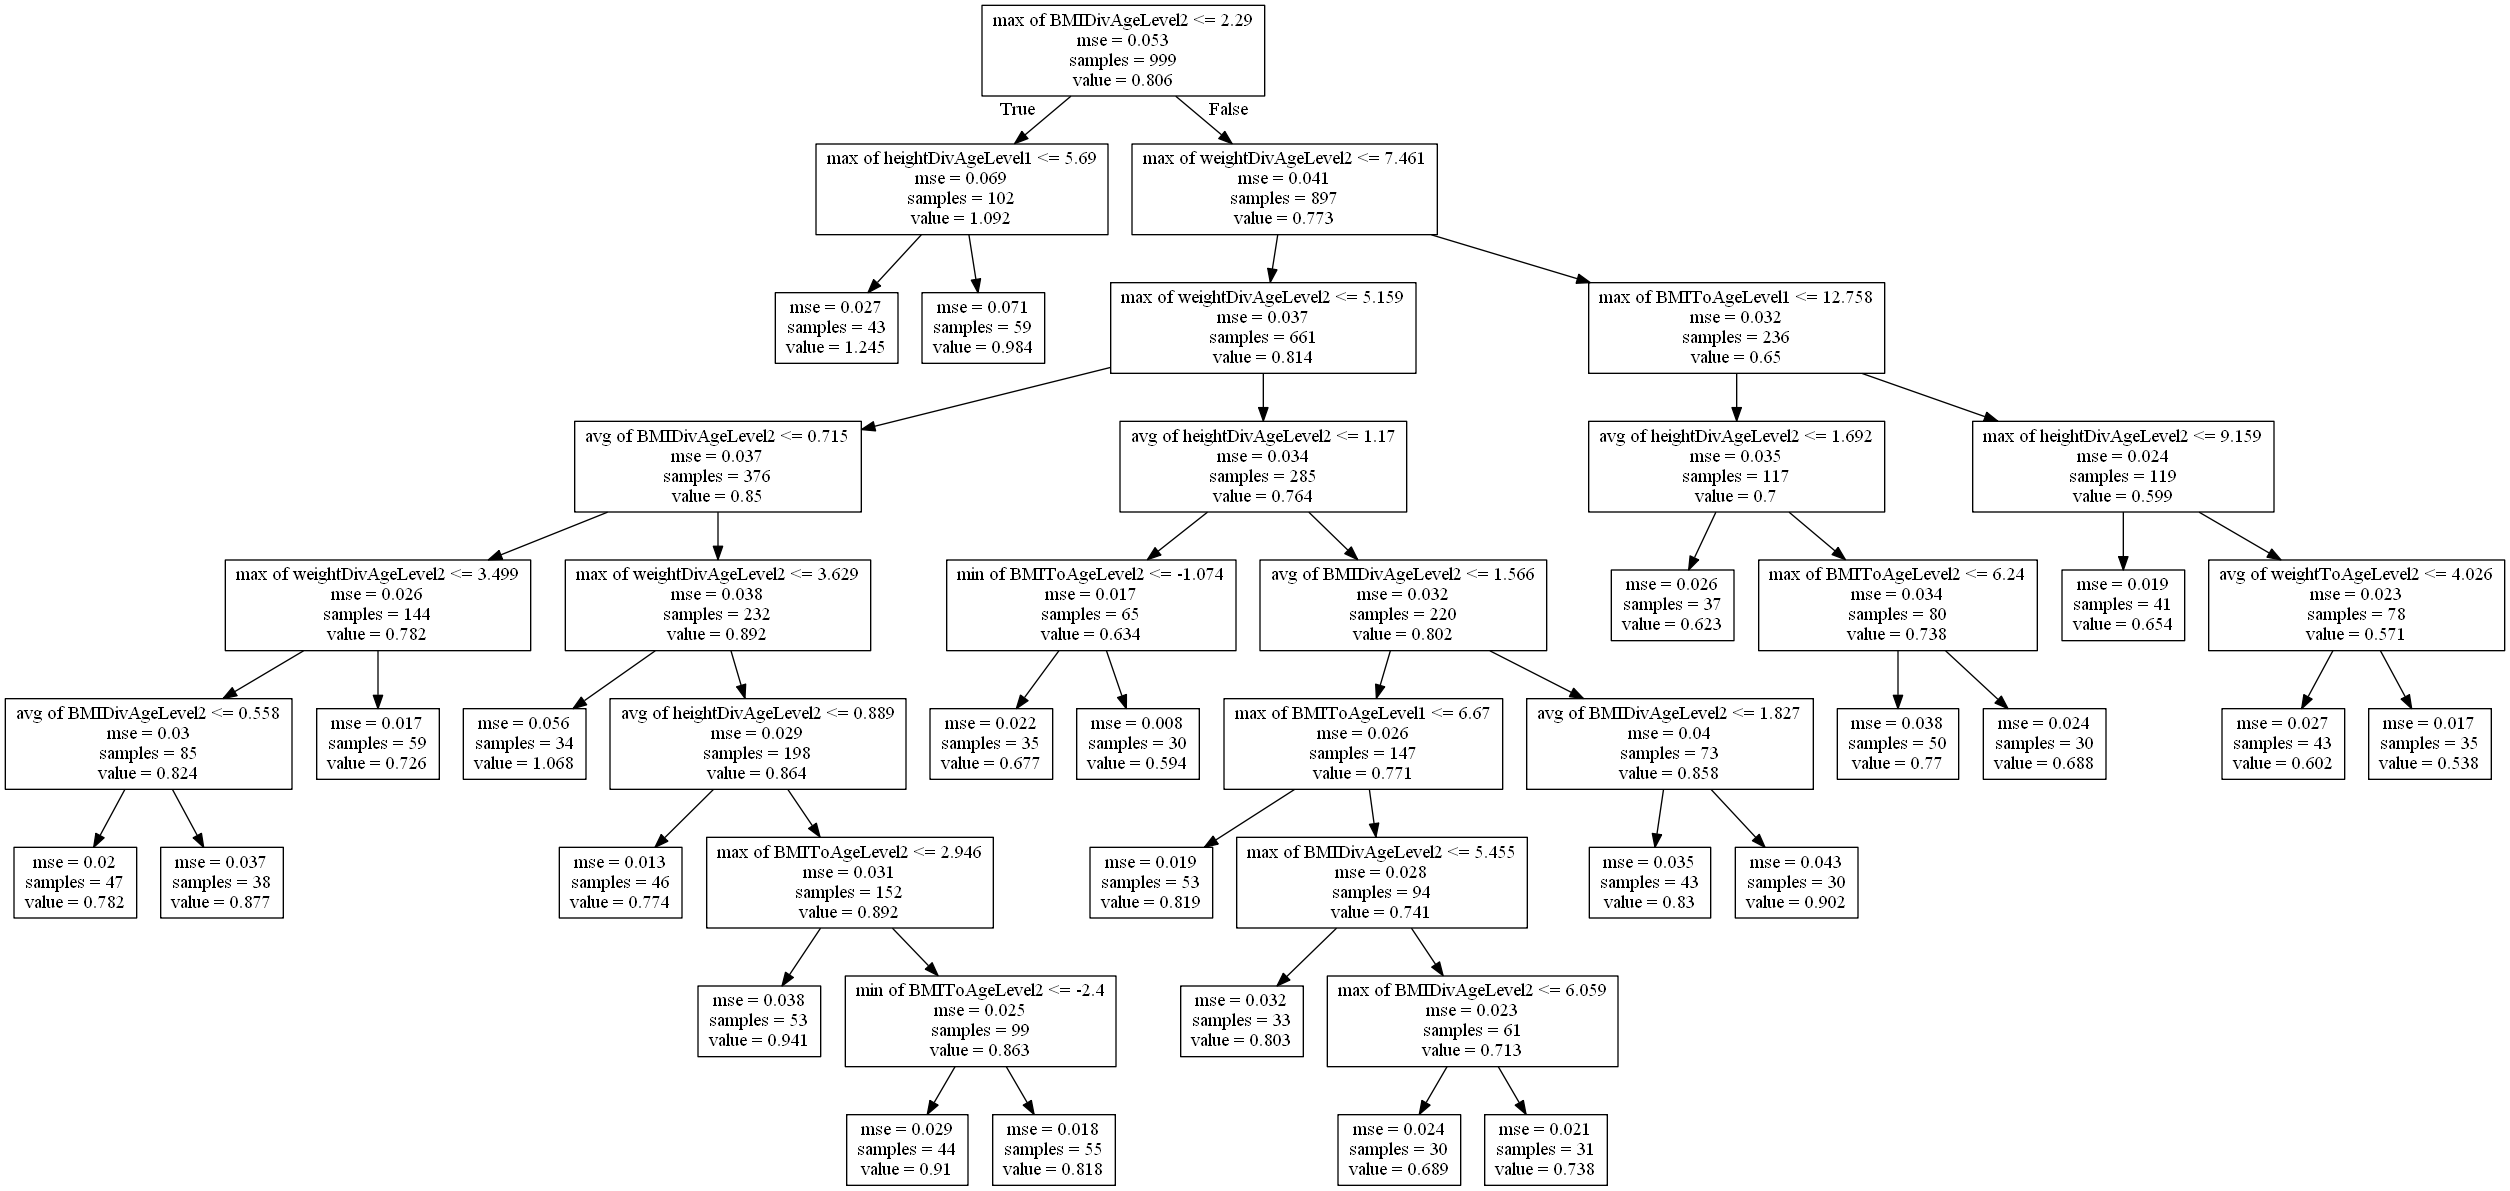 max of BMIDivAgeLevel2 <= 2.29
mse = 0.053
samples = 999
value = 0.806
True
False
max of heightDivAgeLevel1 <= 5.69
mse = 0.069
samples = 102
value = 1.092
max of weightDivAgeLevel2 <= 7.461
mse = 0.041
samples = 897
value = 0.773
mse = 0.027
samples = 43
value = 1.245
mse = 0.071
samples = 59
value = 0.984
max of weightDivAgeLevel2 <= 5.159
mse = 0.037
samples = 661
value = 0.814
max of BMIToAgeLevel1 <= 12.758
mse = 0.032
samples = 236
value = 0.65
avg of BMIDivAgeLevel2 <= 0.715
mse = 0.037
samples = 376
value = 0.85
avg of heightDivAgeLevel2 <= 1.17
mse = 0.034
samples = 285
value = 0.764
avg of heightDivAgeLevel2 <= 1.692
mse = 0.035
samples = 117
value = 0.7
max of heightDivAgeLevel2 <= 9.159
mse = 0.024
samples = 119
value = 0.599
max of weightDivAgeLevel2 <= 3.499
mse = 0.026
samples = 144
value = 0.782
max of weightDivAgeLevel2 <= 3.629
mse = 0.038
samples = 232
value = 0.892
min of BMIToAgeLevel2 <= -1.074
mse = 0.017
samples = 65
value = 0.634
avg of BMIDivAgeLevel2 <= 1.566
mse = 0.032
samples = 220
value = 0.802
mse = 0.026
samples = 37
value = 0.623
max of BMIToAgeLevel2 <= 6.24
mse = 0.034
samples = 80
value = 0.738
mse = 0.019
samples = 41
value = 0.654
avg of weightToAgeLevel2 <= 4.026
mse = 0.023
samples = 78
value = 0.571
avg of BMIDivAgeLevel2 <= 0.558
mse = 0.03
samples = 85
value = 0.824
mse = 0.017
samples = 59
value = 0.726
mse = 0.056
samples = 34
value = 1.068
avg of heightDivAgeLevel2 <= 0.889
mse = 0.029
samples = 198
value = 0.864
mse = 0.022
samples = 35
value = 0.677
mse = 0.008
samples = 30
value = 0.594
max of BMIToAgeLevel1 <= 6.67
mse = 0.026
samples = 147
value = 0.771
avg of BMIDivAgeLevel2 <= 1.827
mse = 0.04
samples = 73
value = 0.858
mse = 0.038
samples = 50
value = 0.77
mse = 0.024
samples = 30
value = 0.688
mse = 0.027
samples = 43
value = 0.602
mse = 0.017
samples = 35
value = 0.538
mse = 0.02
samples = 47
value = 0.782
mse = 0.037
samples = 38
value = 0.877
mse = 0.013
samples = 46
value = 0.774
max of BMIToAgeLevel2 <= 2.946
mse = 0.031
samples = 152
value = 0.892
mse = 0.019
samples = 53
value = 0.819
max of BMIDivAgeLevel2 <= 5.455
mse = 0.028
samples = 94
value = 0.741
mse = 0.035
samples = 43
value = 0.83
mse = 0.043
samples = 30
value = 0.902
mse = 0.038
samples = 53
value = 0.941
min of BMIToAgeLevel2 <= -2.4
mse = 0.025
samples = 99
value = 0.863
mse = 0.032
samples = 33
value = 0.803
max of BMIDivAgeLevel2 <= 6.059
mse = 0.023
samples = 61
value = 0.713
mse = 0.029
samples = 44
value = 0.91
mse = 0.018
samples = 55
value = 0.818
mse = 0.024
samples = 30
value = 0.689
mse = 0.021
samples = 31
value = 0.738